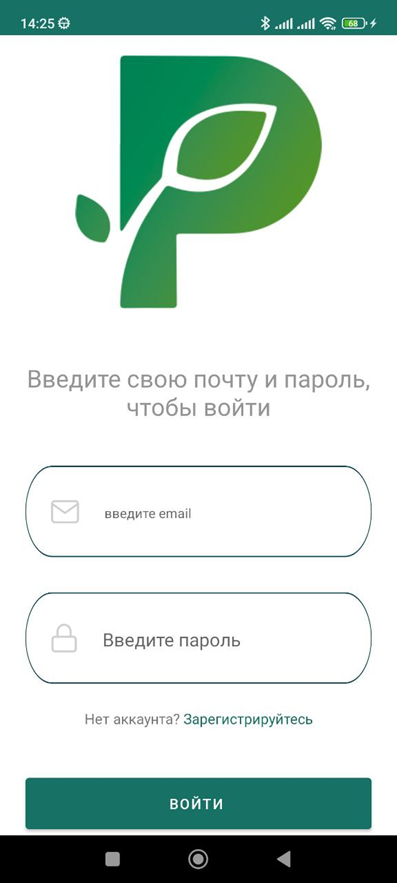 14:25
68
P
Введите свою почту и пароль,
чтобы войти
введите email
Введите пароль
Нет аккаунта? Зарегистрируйтесь
ВОЙТИ